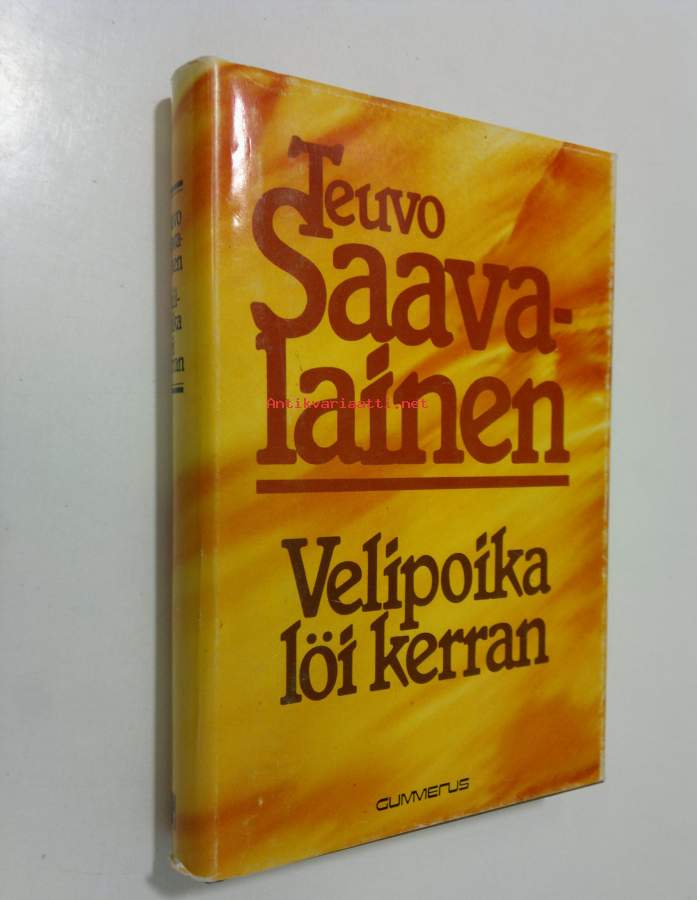 Teuvo
Saava-
lainen
Antikvariaatti.net
Velipoika
löi kerran
GUMMERUS